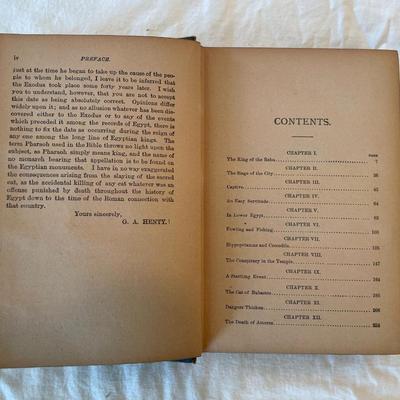 iv PREFACE.
just at the time he began to take up the cause of the peo-
ple to whom he belonged, I leave it to be inferred that
the Exodus took place some forty years later. I wish
you to understand, however, that you are not to accept
this date as being absolutely correct. Opinions differ
widely upon it; and as no allusion whatever has been dis-
covered either to the Exodus or to any of the events
which preceded it among the records of Egypt, there is
nothing to fix the date as occurring during the reign of
any one among the long line of Egyptian kings. The
term Pharaoh used in the Bible throws no light upon the
subject, as Pharaoh simply means king, and the name of
no monarch bearing that appellation is to be found on
the Egyptian monuments. I have in no way exaggerated
the consequences arising from the slaying of the sacred
cat, as the accidental killing of any cat whatever was an
offense punished by death throughout the history of
Egypt down to the time of the Roman connection with
that country.
Yours sincerely,
G. A. HENTY.
CONTENTS.
CHAPTER I.
PAGE
The King of the Rebu 7
CHAPTER II.
The Siege of the City 26
CHAPTER III.
Captive 45
CHAPTER IV.
An Easy Servitude 64
CHAPTER V.
In Lower Egypt 83
CHAPTER VI.
Fowling and Fishing 105
CHAPTER VII.
Hippopotamus and Crocodile
CHAPTER VIII.
The Conspiracy in the Temple 147
CHAPTER IX.
A Startling Event 165
CHAPTER X.
The Cat of Bubastes 185
CHAPTER XI.
Dangers Thicken
CHAPTER XII.
The Death of Ameres